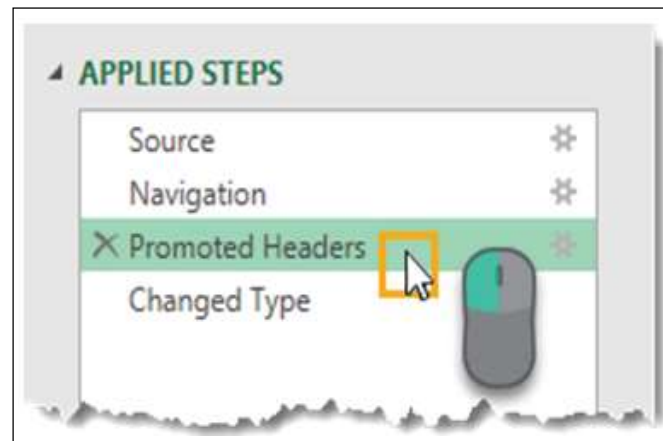 APPLIED STEPS
Source
Navigation
Promoted Headers
Changed Type